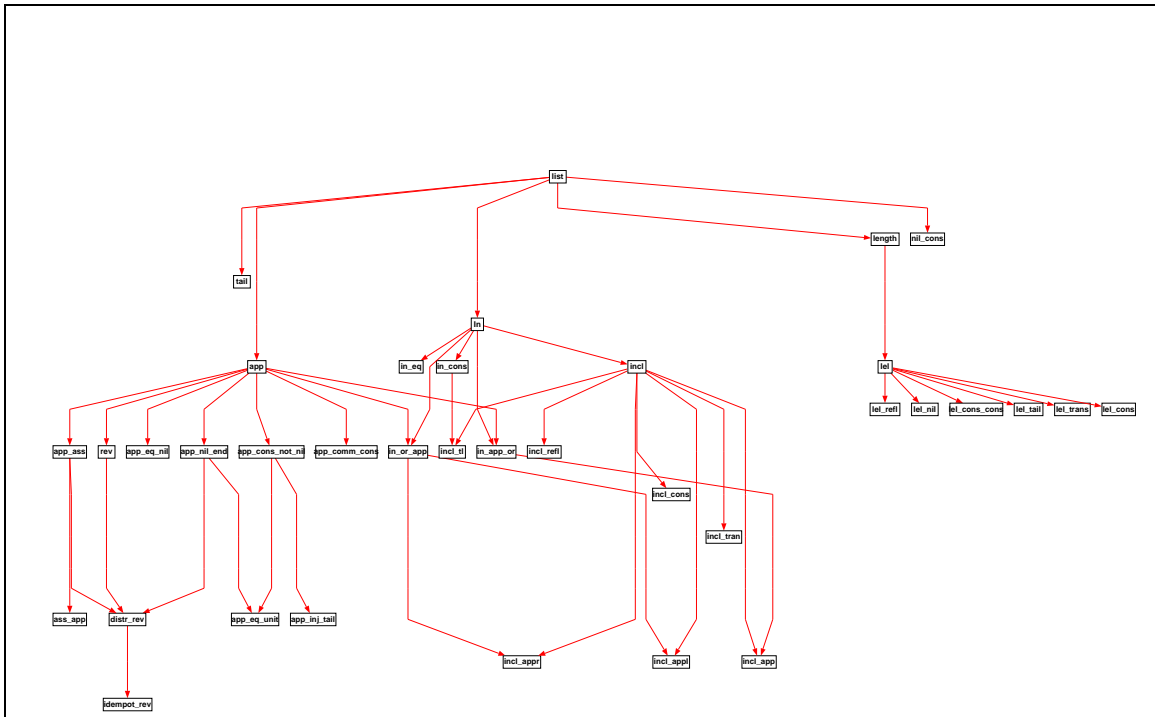 list
length
nil_cons
tail
In
app
in_eq
in_cons
incl
lel
lel_refl
lel_nil
lel_cons_cons
lel_tail
lel_trans
lel_cons
app_ass
rev
app_eq_nil
app_nil_end
app_cons_not_nil
app_comm_cons
in_or_app
incl_tl
in_app_or
incl_refl
incl_cons
incl_tran
ass_app
distr_rev
app_eq_unit
app_inj_tail
incl_appr
incl_appl
incl_app
idempot_rev